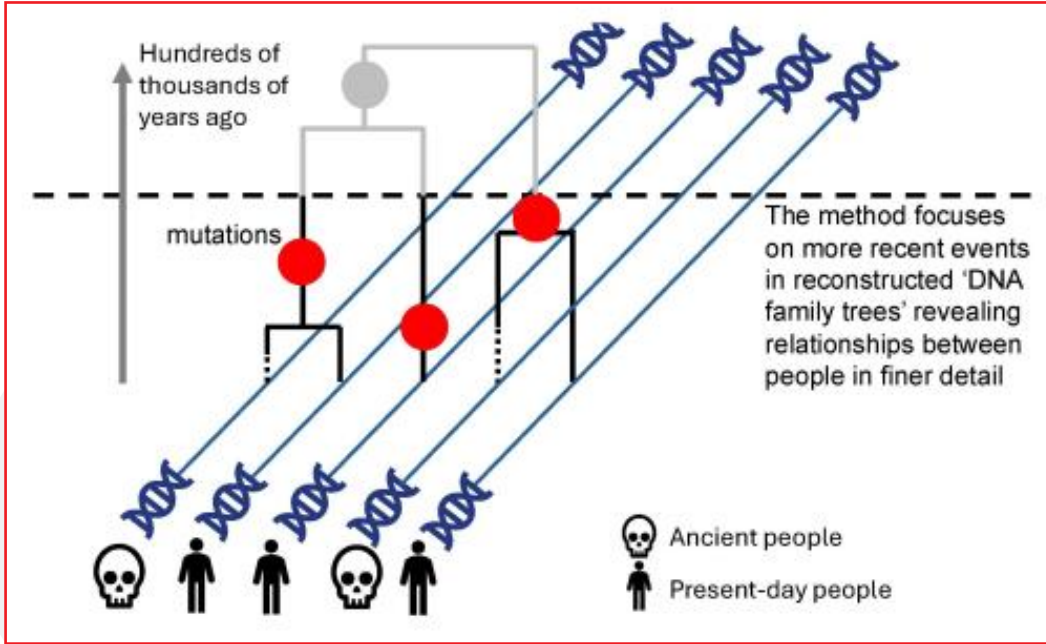 Hundreds of
thousands of
years ago
mutations
The method focuses
on more recent events
in reconstructed ‘DNA
family trees’ revealing
relationships between
people in finer detail
Ancient people
Present-day people